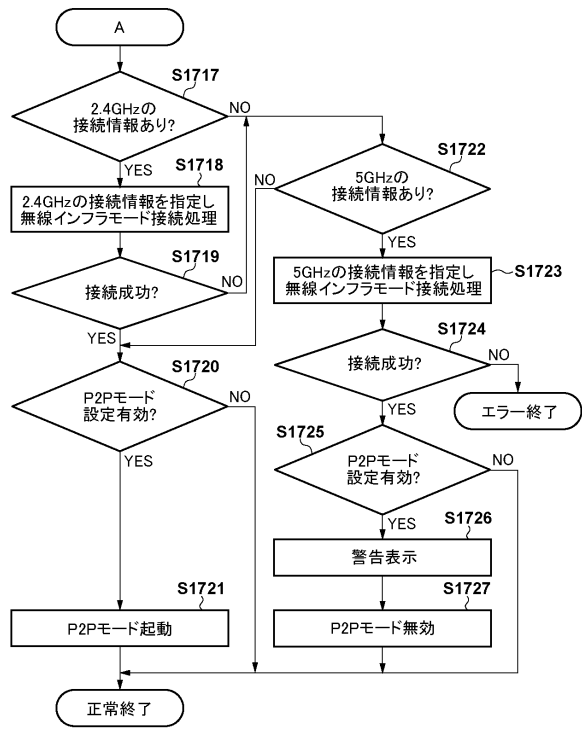 A
S1717
2.4GHzの
接続情報あり?
NO
YES
S1718
2.4GHzの接続情報を指定し
無線インフラモード接続処理
S1719
接続成功?
NO
YES
S1720
P2Pモード
設定有効?
NO
YES
S1721
P2Pモード起動
正常終了
S1722
5GHzの
接続情報あり?
NO
YES
S1723
5GHzの接続情報を指定し
無線インフラモード接続処理
S1724
接続成功?
NO
エラー終了
YES
S1725
P2Pモード
設定有効?
NO
YES
S1726
警告表示
S1727
P2Pモード無効